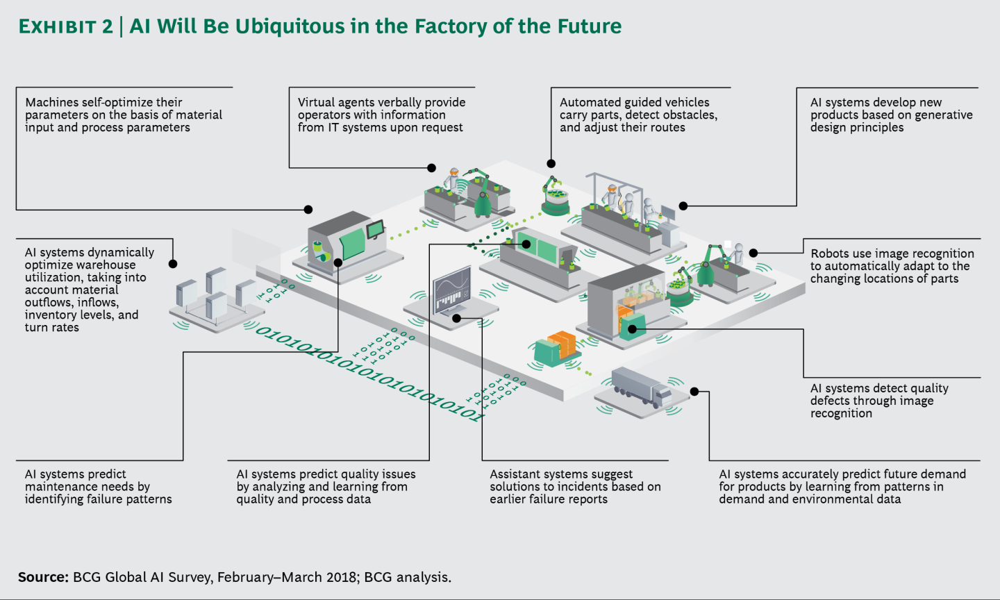 EXHIBIT 2 | AI Will Be Ubiquitous in the Factory of the Future
Machines self-optimize their
parameters on the basis of material
input and process parameters
Virtual agents verbally provide
operators with information
from IT systems upon request
Automated guided vehicles
carry parts, detect obstacles,
and adjust their routes
AI systems develop new
products based on generative
design principles
AI systems dynamically
optimize warehouse
utilization, taking into
account material
outflows, inflows,
inventory levels, and
turn rates
Robots use image recognition
to automatically adapt to the
changing locations of parts
AI systems detect quality
defects through image
recognition
AI systems predict
maintenance needs by
identifying failure patterns
AI systems predict quality issues
by analyzing and learning from
quality and process data
Assistant systems suggest
solutions to incidents based on
earlier failure reports
AI systems accurately predict future demand
for products by learning from patterns in
demand and environmental data
Source: BCG Global AI Survey, February–March 2018; BCG analysis.